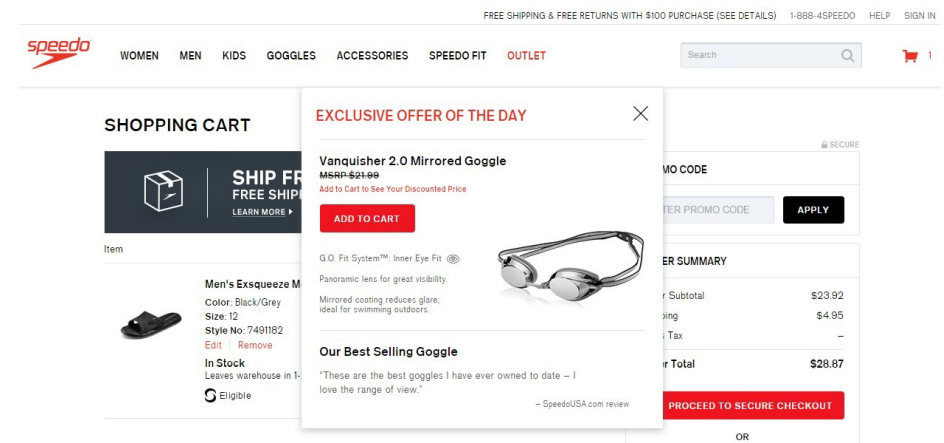 FREE SHIPPING & FREE RETURNS WITH $100 PURCHASE (SEE DETAILS) 1-888-4SPEEDO HELP SIGN IN
speedo
WOMEN MEN KIDS GOGGLES ACCESSORIES SPEEDO FIT OUTLET
Search
1
SHOPPING CART
SECURE
SHIP FR
FREE SHIP
LEARN MORE
Item
Men's Exsqueeze M
Color: Black/Grey
Size: 12
Style No: 7491182
Edit | Remove
In Stock
Leaves warehouse in 1-
Eligible
EXCLUSIVE OFFER OF THE DAY
Vanquisher 2.0 Mirrored Goggle
MSRP $21.99
Add to Cart to See Your Discounted Price
ADD TO CART
G.O. Fit System™: Inner Eye Fit
Panoramic lens for great visibility.
Mirrored coating reduces glare;
ideal for swimming outdoors.
Our Best Selling Goggle
"These are the best goggles I have ever owned to date – I
love the range of view."
– SpeedoUSA.com review
MO CODE
TER PROMO CODE APPLY
ER SUMMARY
r Subtotal $23.92
ping $4.95
s Tax –
er Total $28.87
PROCEED TO SECURE CHECKOUT
OR